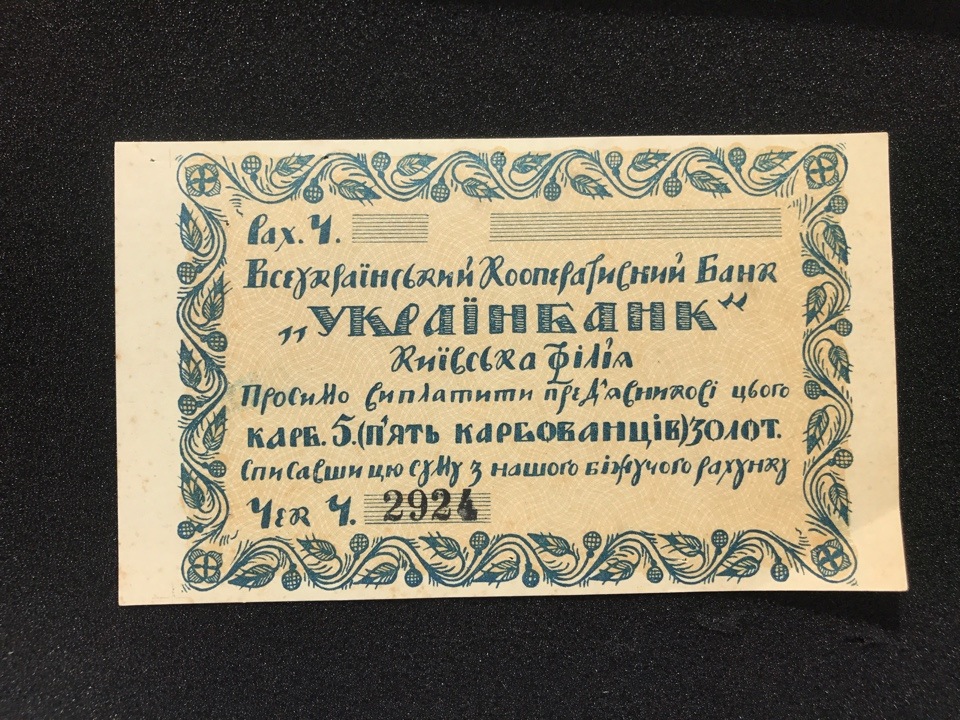 Рах. Ч.
Всеукраїнський Кооперативний Банк
„УКРАЇНБАНК“
Київська філія
Просимо виплатити пред'явникові цього
КАРБ. 5. (П'ЯТЬ КАРБОВАНЦІВ) ЗОЛОТ.
Списавши цю суму з нашого біжучого рахунку
Чек Ч. 2924